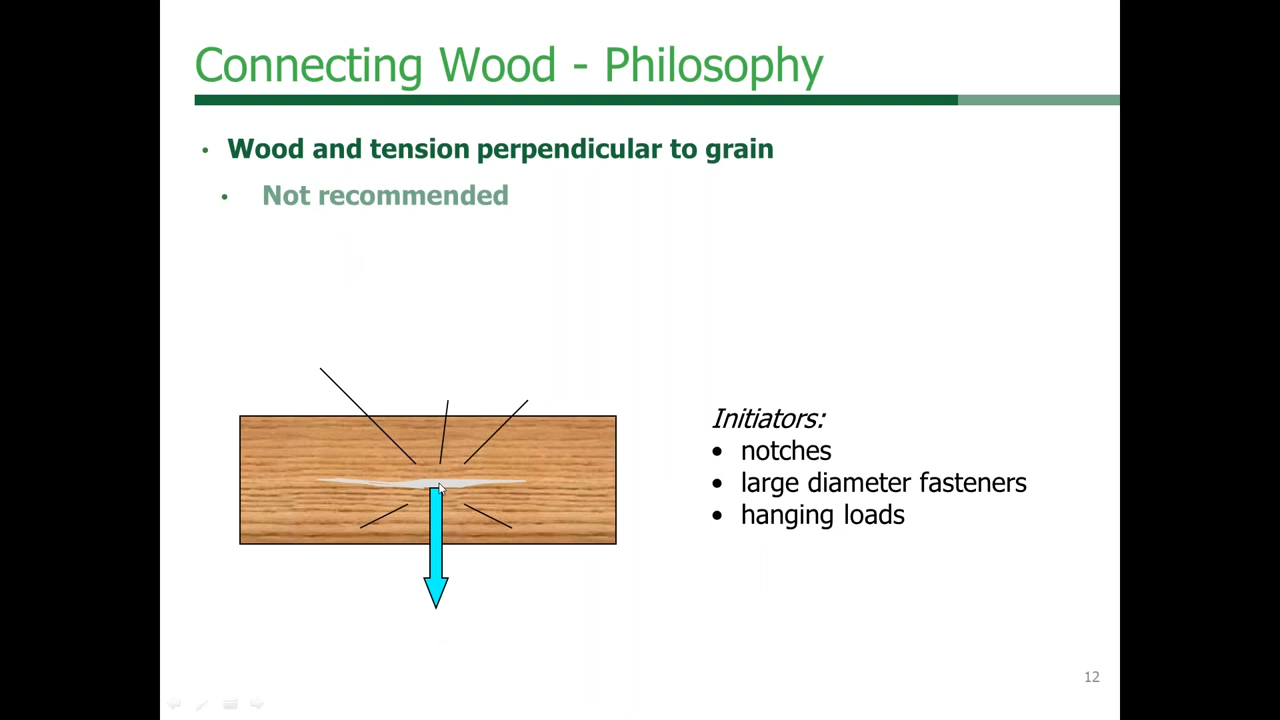 Connecting Wood - Philosophy
• Wood and tension perpendicular to grain
• Not recommended
Initiators:
• notches
• large diameter fasteners
• hanging loads
12